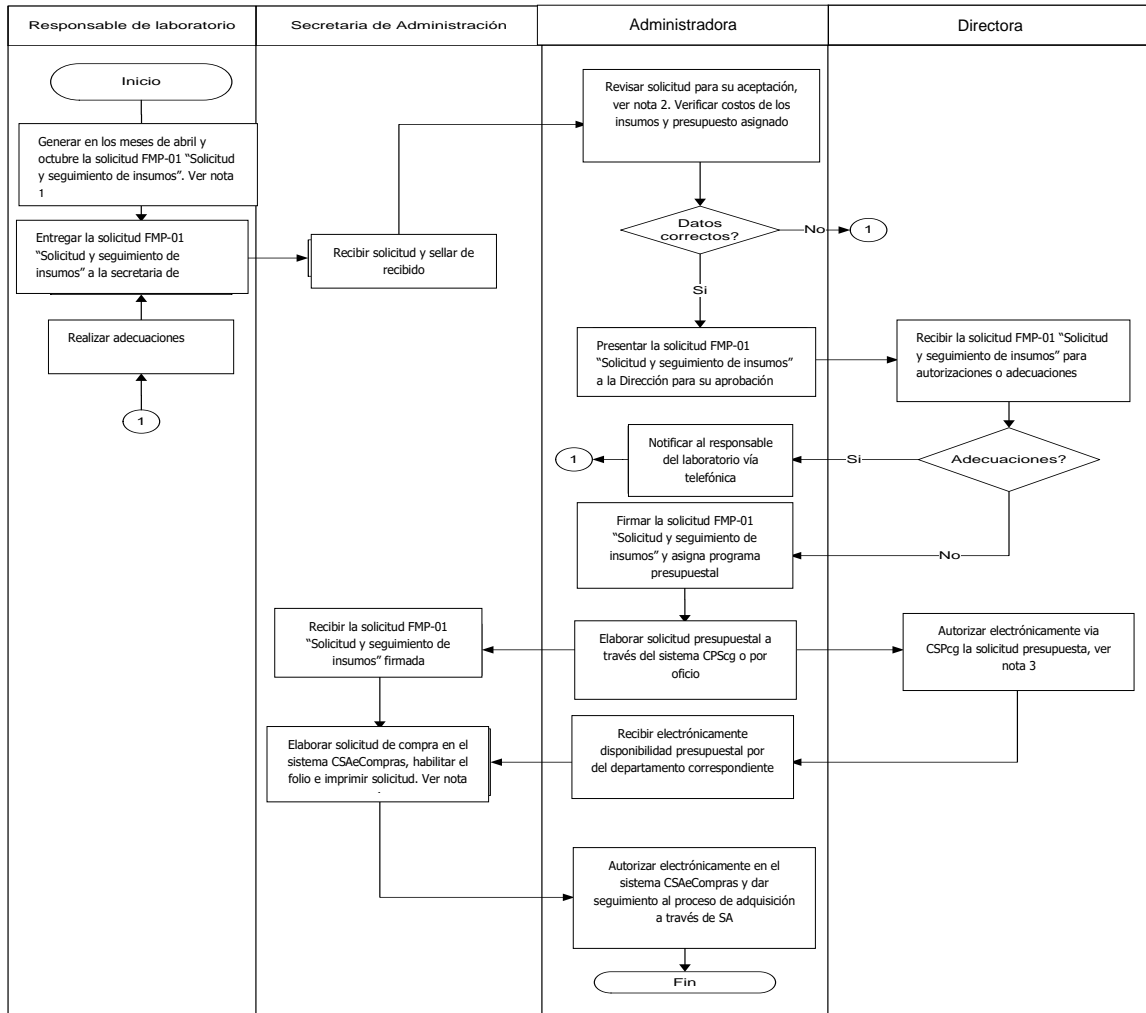 Responsable de laboratorio
Secretaria de Administración
Administradora
Directora
Inicio
Generar en los meses de abril y
octubre la solicitud FMP-01 “Solicitud
y seguimiento de insumos”. Ver nota
1
Entregar la solicitud FMP-01
“Solicitud y seguimiento de
insumos” a la secretaria de
Realizar adecuaciones
1
Recibir solicitud y sellar de
recibido
Revisar solicitud para su aceptación,
ver nota 2. Verificar costos de los
insumos y presupuesto asignado
Datos
correctos?
No
1
Si
Presentar la solicitud FMP-01
“Solicitud y seguimiento de insumos”
a la Dirección para su aprobación
Recibir la solicitud FMP-01 “Solicitud
y seguimiento de insumos” para
autorizaciones o adecuaciones
Adecuaciones?
Si
Notificar al responsable
del laboratorio vía
telefónica
1
No
Firmar la solicitud FMP-01
“Solicitud y seguimiento de
insumos” y asigna programa
presupuestal
Elaborar solicitud presupuestal a
través del sistema CPScg o por
oficio
Recibir la solicitud FMP-01
“Solicitud y seguimiento de
insumos” firmada
Autorizar electrónicamente via
CSPcg la solicitud presupuesta, ver
nota 3
Recibir electrónicamente
disponibilidad presupuestal por
del departamento correspondiente
Elaborar solicitud de compra en el
sistema CSAeCompras, habilitar el
folio e imprimir solicitud. Ver nota
Autorizar electrónicamente en el
sistema CSAeCompras y dar
seguimiento al proceso de adquisición
a través de SA
Fin